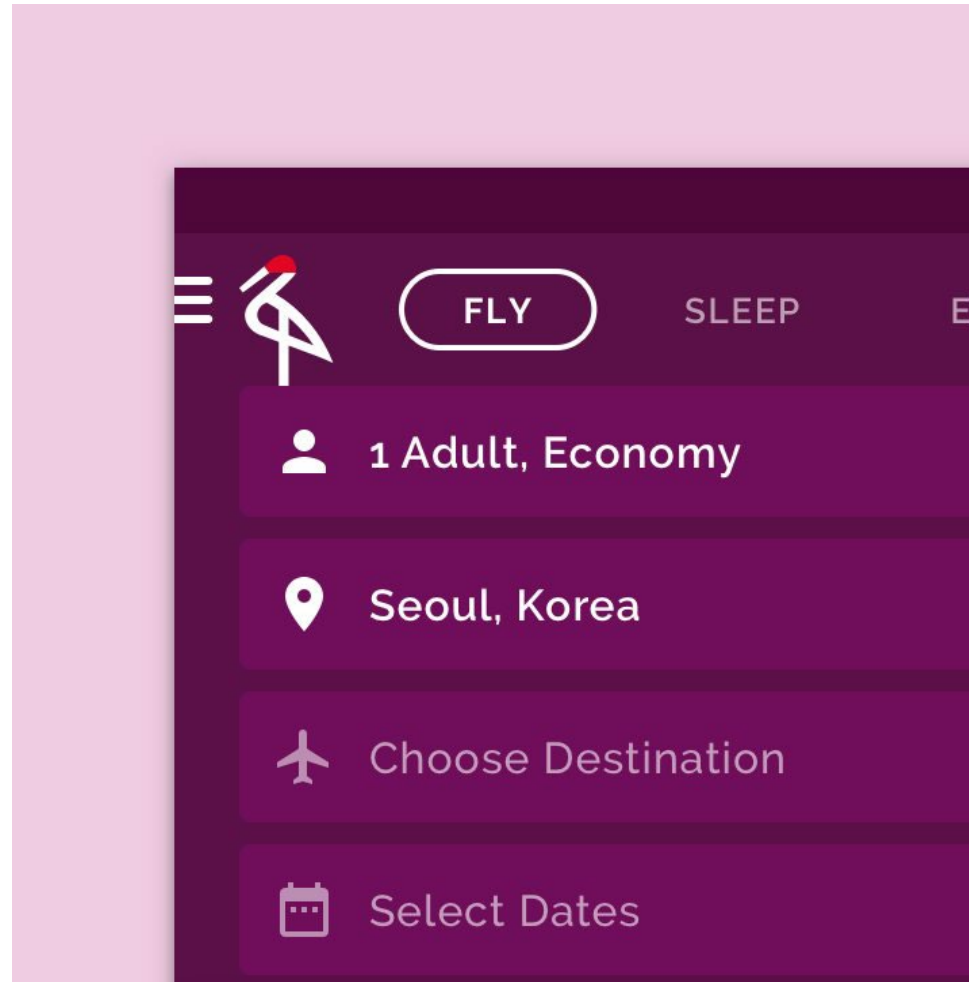 FLY SLEEP E
1 Adult, Economy
Seoul, Korea
Choose Destination
Select Dates